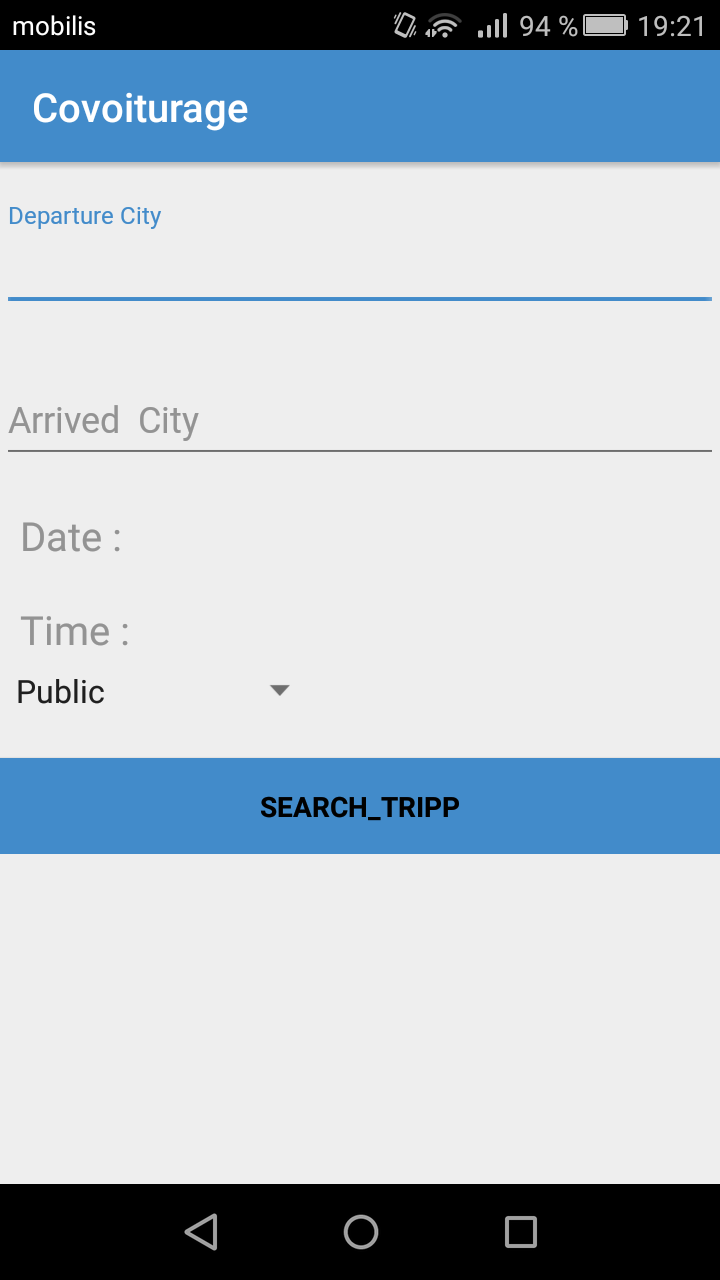 mobilis 94 % 19:21
Covoiturage
Departure City
Arrived  City
Date :
Time :
Public
SEARCH_TRIPP